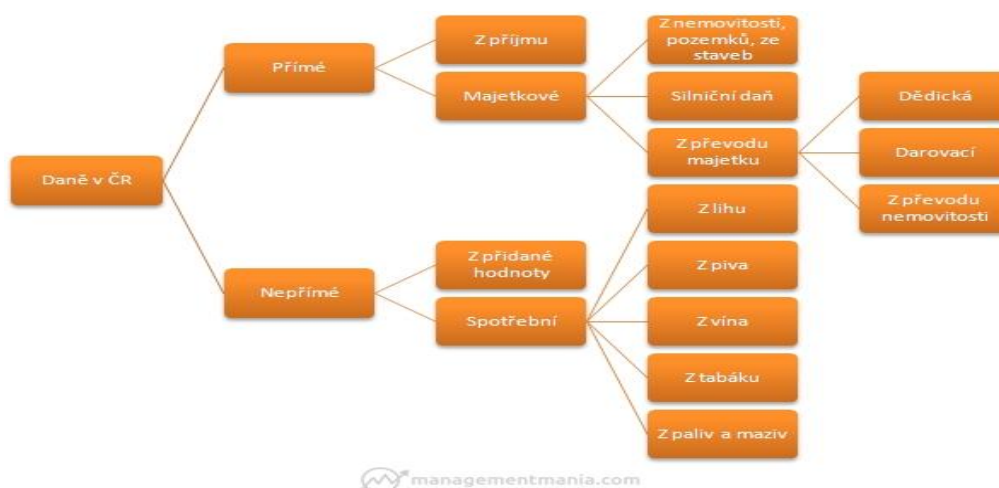 Daně v ČR
Přímé
Z příjmu
Majetkové
Z nemovitosti,
pozemků, ze
staveb
Silniční daň
Z převodu
majetku
Dědická
Darovací
Z převodu
nemovitosti
Nepřímé
Z přidané
hodnoty
Spotřební
Z lihu
Z piva
Z vína
Z tabáku
Z paliv a maziv
managementmania.com